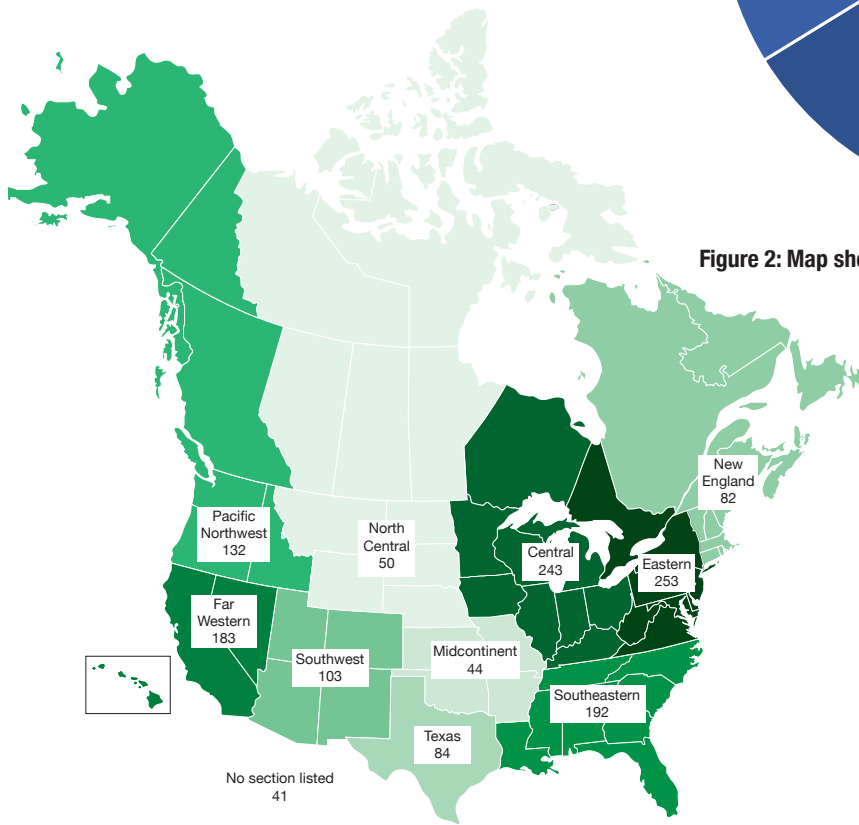 Figure 2: Map sho
New
England
82
Pacific
Northwest
132
North
Central
50
Central
243
Eastern
253
Far
Western
183
Southwest
103
Midcontinent
44
Southeastern
192
Texas
84
No section listed
41